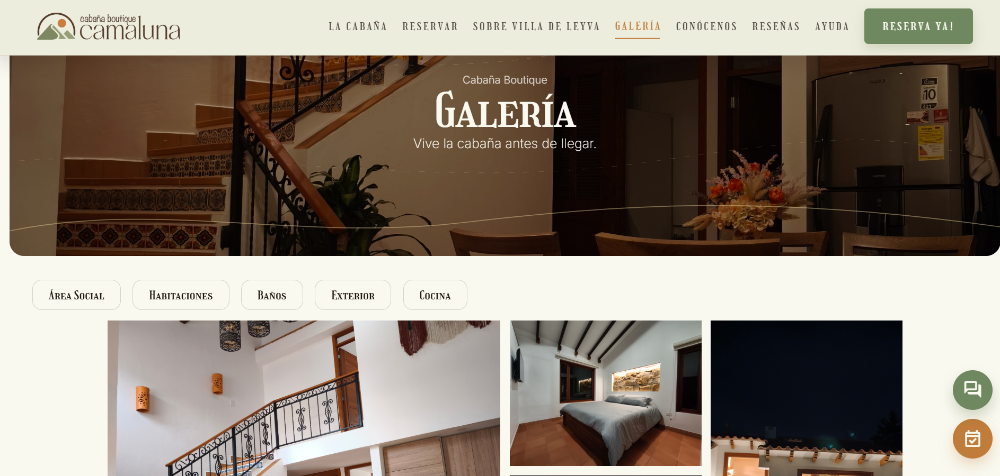 cabaña boutique
camaluna
LA CABAÑA
RESERVAR
SOBRE VILLA DE LEYVA
GALERÍA
CONÓCENOS
RESEÑAS
AYUDA
RESERVA YA!
Cabaña Boutique
Galería
Vive la cabaña antes de llegar.
10
421
Área Social
Habitaciones
Baños
Exterior
Cocina